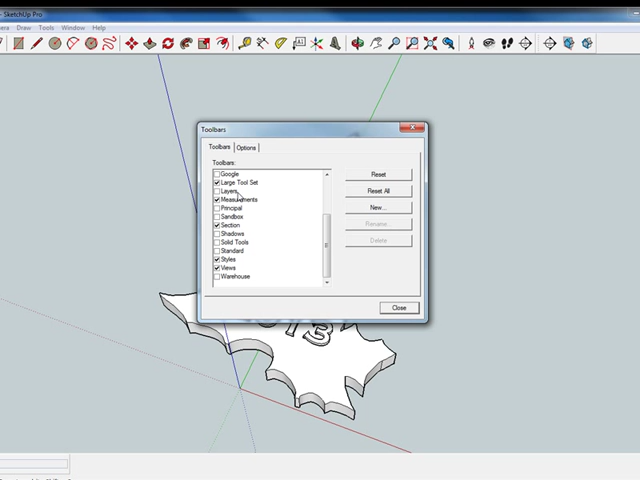 - SketchUp Pro
era Draw Tools Window Help
Toolbars
Toolbars Options
Toolbars:
Google
Large Tool Set
Layers
Measurements
Principal
Sandbox
Section
Shadows
Solid Tools
Standard
Styles
Views
Warehouse
Reset
Reset All
New...
Rename...
Delete
Close